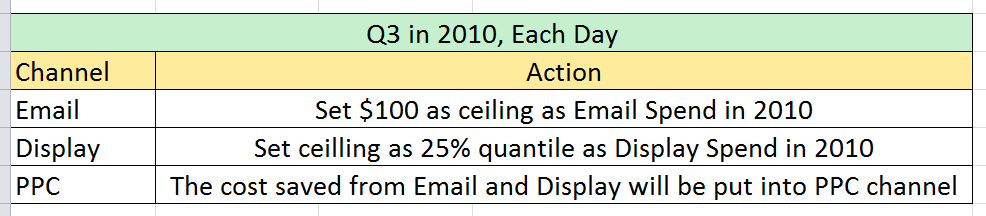 Q3 in 2010, Each Day
Channel Action
Email Set $100 as ceiling as Email Spend in 2010
Display Set ceilling as 25% quantile as Display Spend in 2010
PPC The cost saved from Email and Display will be put into PPC channel